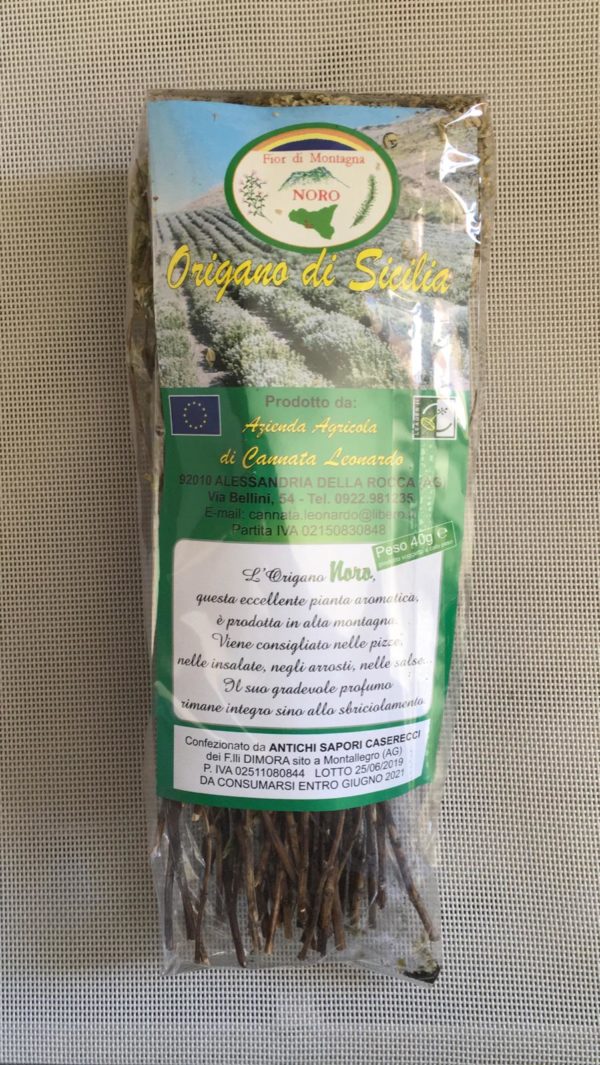 Fior di Montagna
NORO
Origano di Sicilia
Prodotto da:
Azienda Agricola
di Cannata Leonardo
92010 ALESSANDRIA DELLA ROCCA (AG)
Via Bellini, 54 - Tel. 0922.981235
E-mail: cannata.leonardo@libero.
Partita IVA 02150830848
Peso 40g e
L'Origano Noro,
questa eccellente pianta aromatica,
è prodotta in alta montagna.
Viene consigliato nelle pizze,
nelle insalate, negli arrosti, nelle salse...
Il suo gradevole profumo
rimane integro sino allo sbriciolamento
Confezionato da ANTICHI SAPORI CASERECCI
dei F.lli DIMORA sito a Montallegro (AG)
P. IVA 02511080844 LOTTO 25/06/2019
DA CONSUMARSI ENTRO GIUGNO 2021